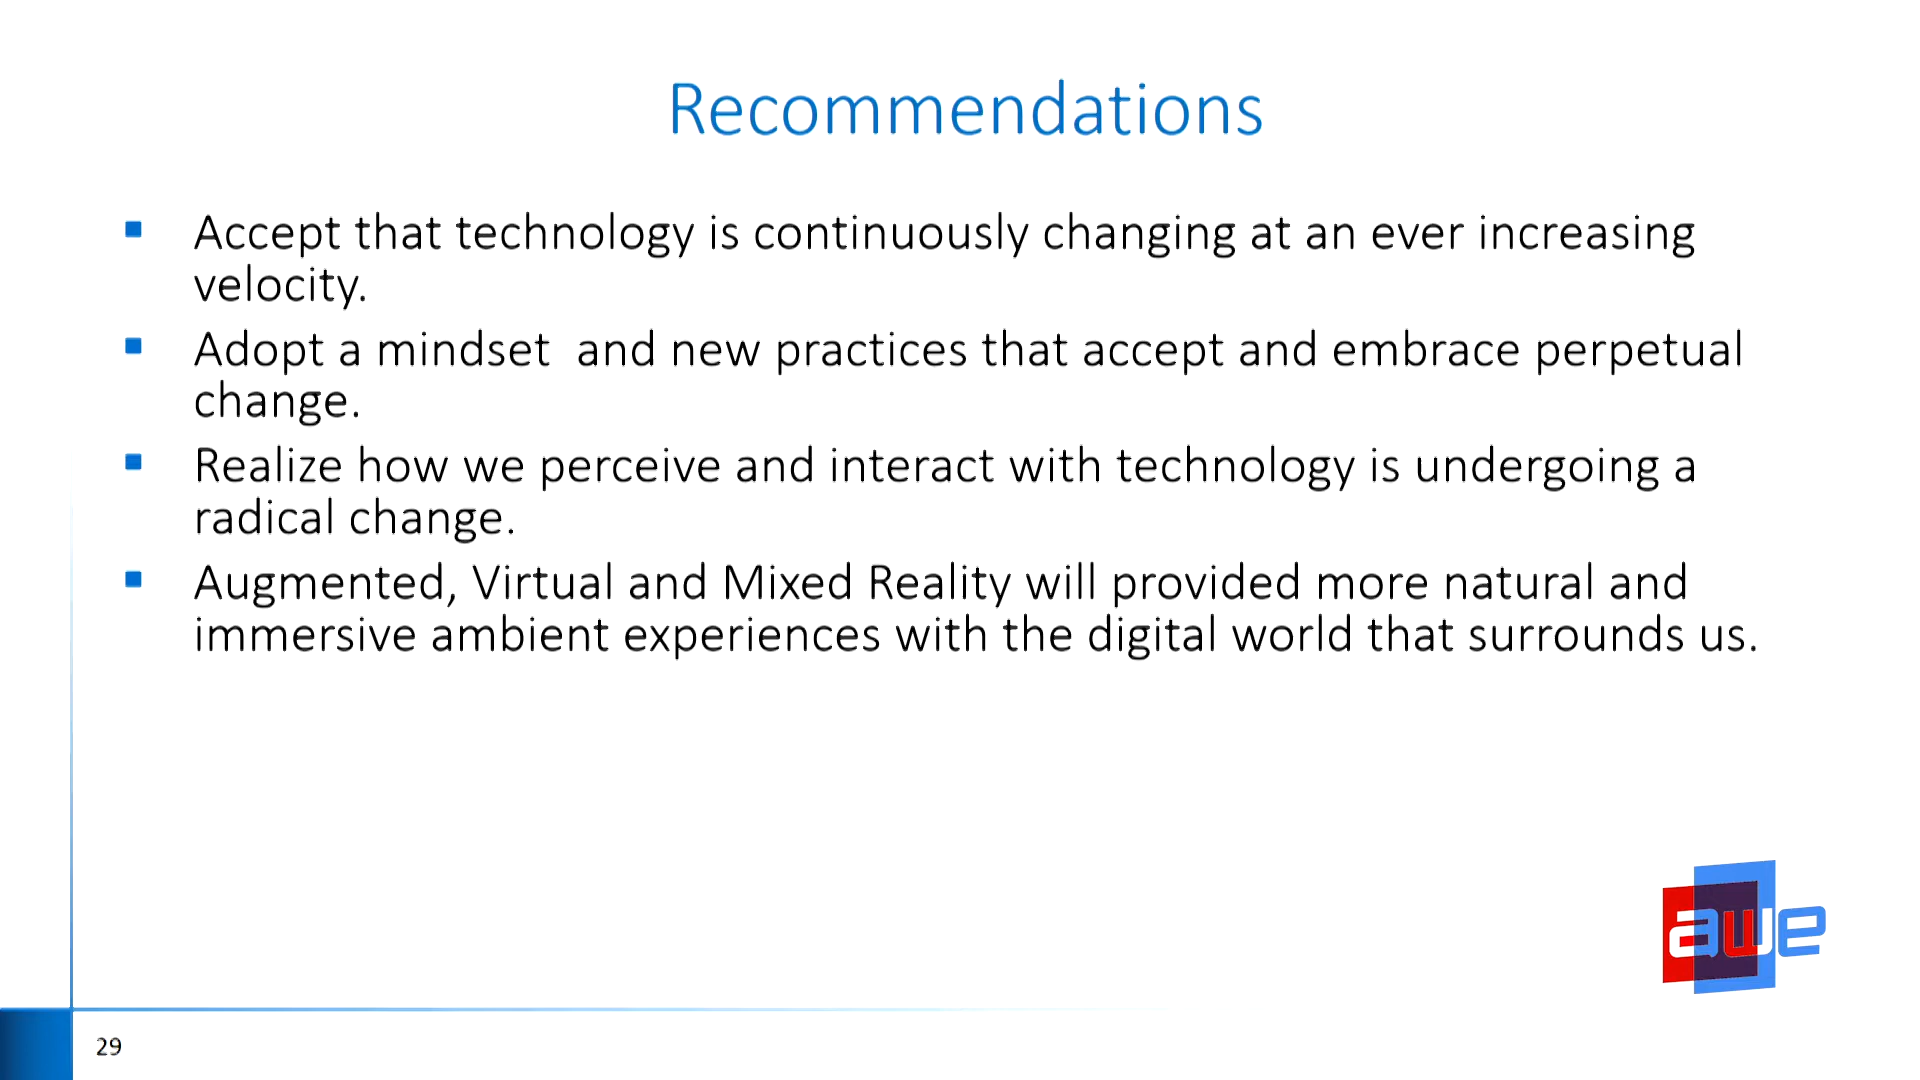 Recommendations
▪ Accept that technology is continuously changing at an ever increasing
velocity.
▪ Adopt a mindset  and new practices that accept and embrace perpetual
change.
▪ Realize how we perceive and interact with technology is undergoing a
radical change.
▪ Augmented, Virtual and Mixed Reality will provided more natural and
immersive ambient experiences with the digital world that surrounds us.
awe
29